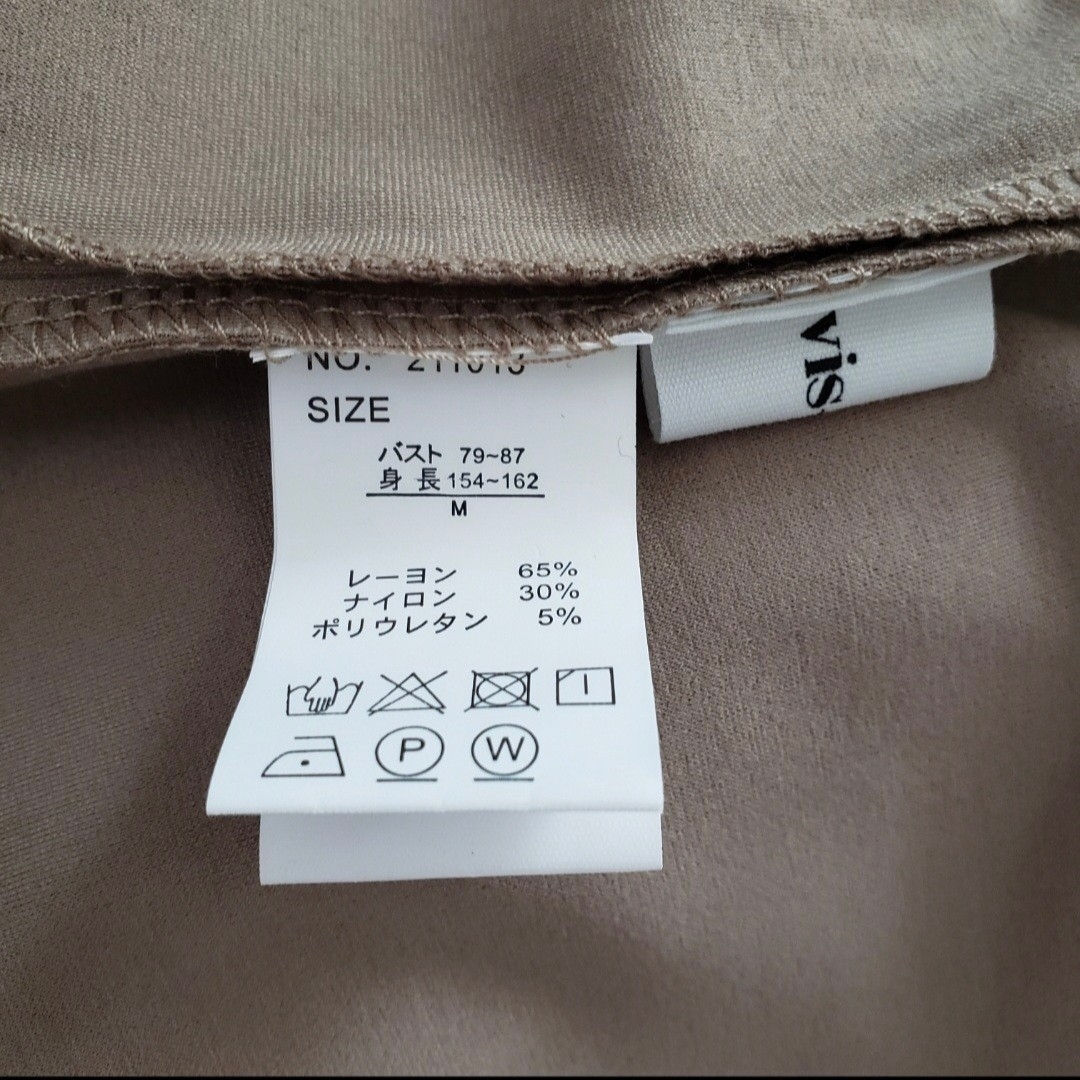 NO.
SIZE
バスト 79~87
身 長 154~162
M
レーヨン 65%
ナイロン 30%
ポリウレタン 5%
P W
vis